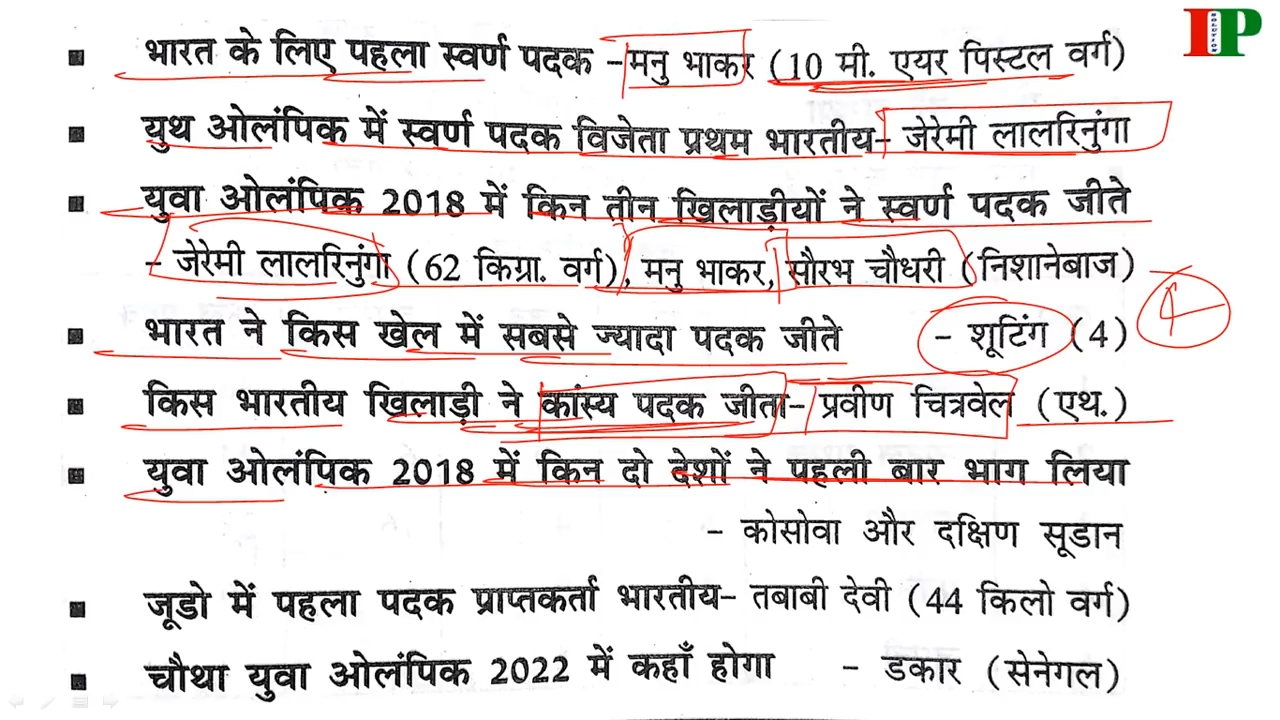 SOLUTION
IP
▪ भारत के लिए पहला स्वर्ण पदक - मनु भाकर (10 मी. एयर पिस्टल वर्ग)
▪ युथ ओलंपिक में स्वर्ण पदक विजेता प्रथम भारतीय- जेरेमी लालरिनुंगा
▪ युवा ओलंपिक 2018 में किन तीन खिलाड़ीयों ने स्वर्ण पदक जीते
- जेरेमी लालरिनुंगा (62 किग्रा. वर्ग), मनु भाकर, सौरभ चौधरी (निशानेबाज)
▪ भारत ने किस खेल में सबसे ज्यादा पदक जीते - शूटिंग (4)
▪ किस भारतीय खिलाड़ी ने कांस्य पदक जीता- प्रवीण चित्रवेल (एथ.)
▪ युवा ओलंपिक 2018 में किन दो देशों ने पहली बार भाग लिया
- कोसोवा और दक्षिण सूडान
▪ जूडो में पहला पदक प्राप्तकर्ता भारतीय- तबाबी देवी (44 किलो वर्ग)
▪ चौथा युवा ओलंपिक 2022 में कहाँ होगा - डकार (सेनेगल)